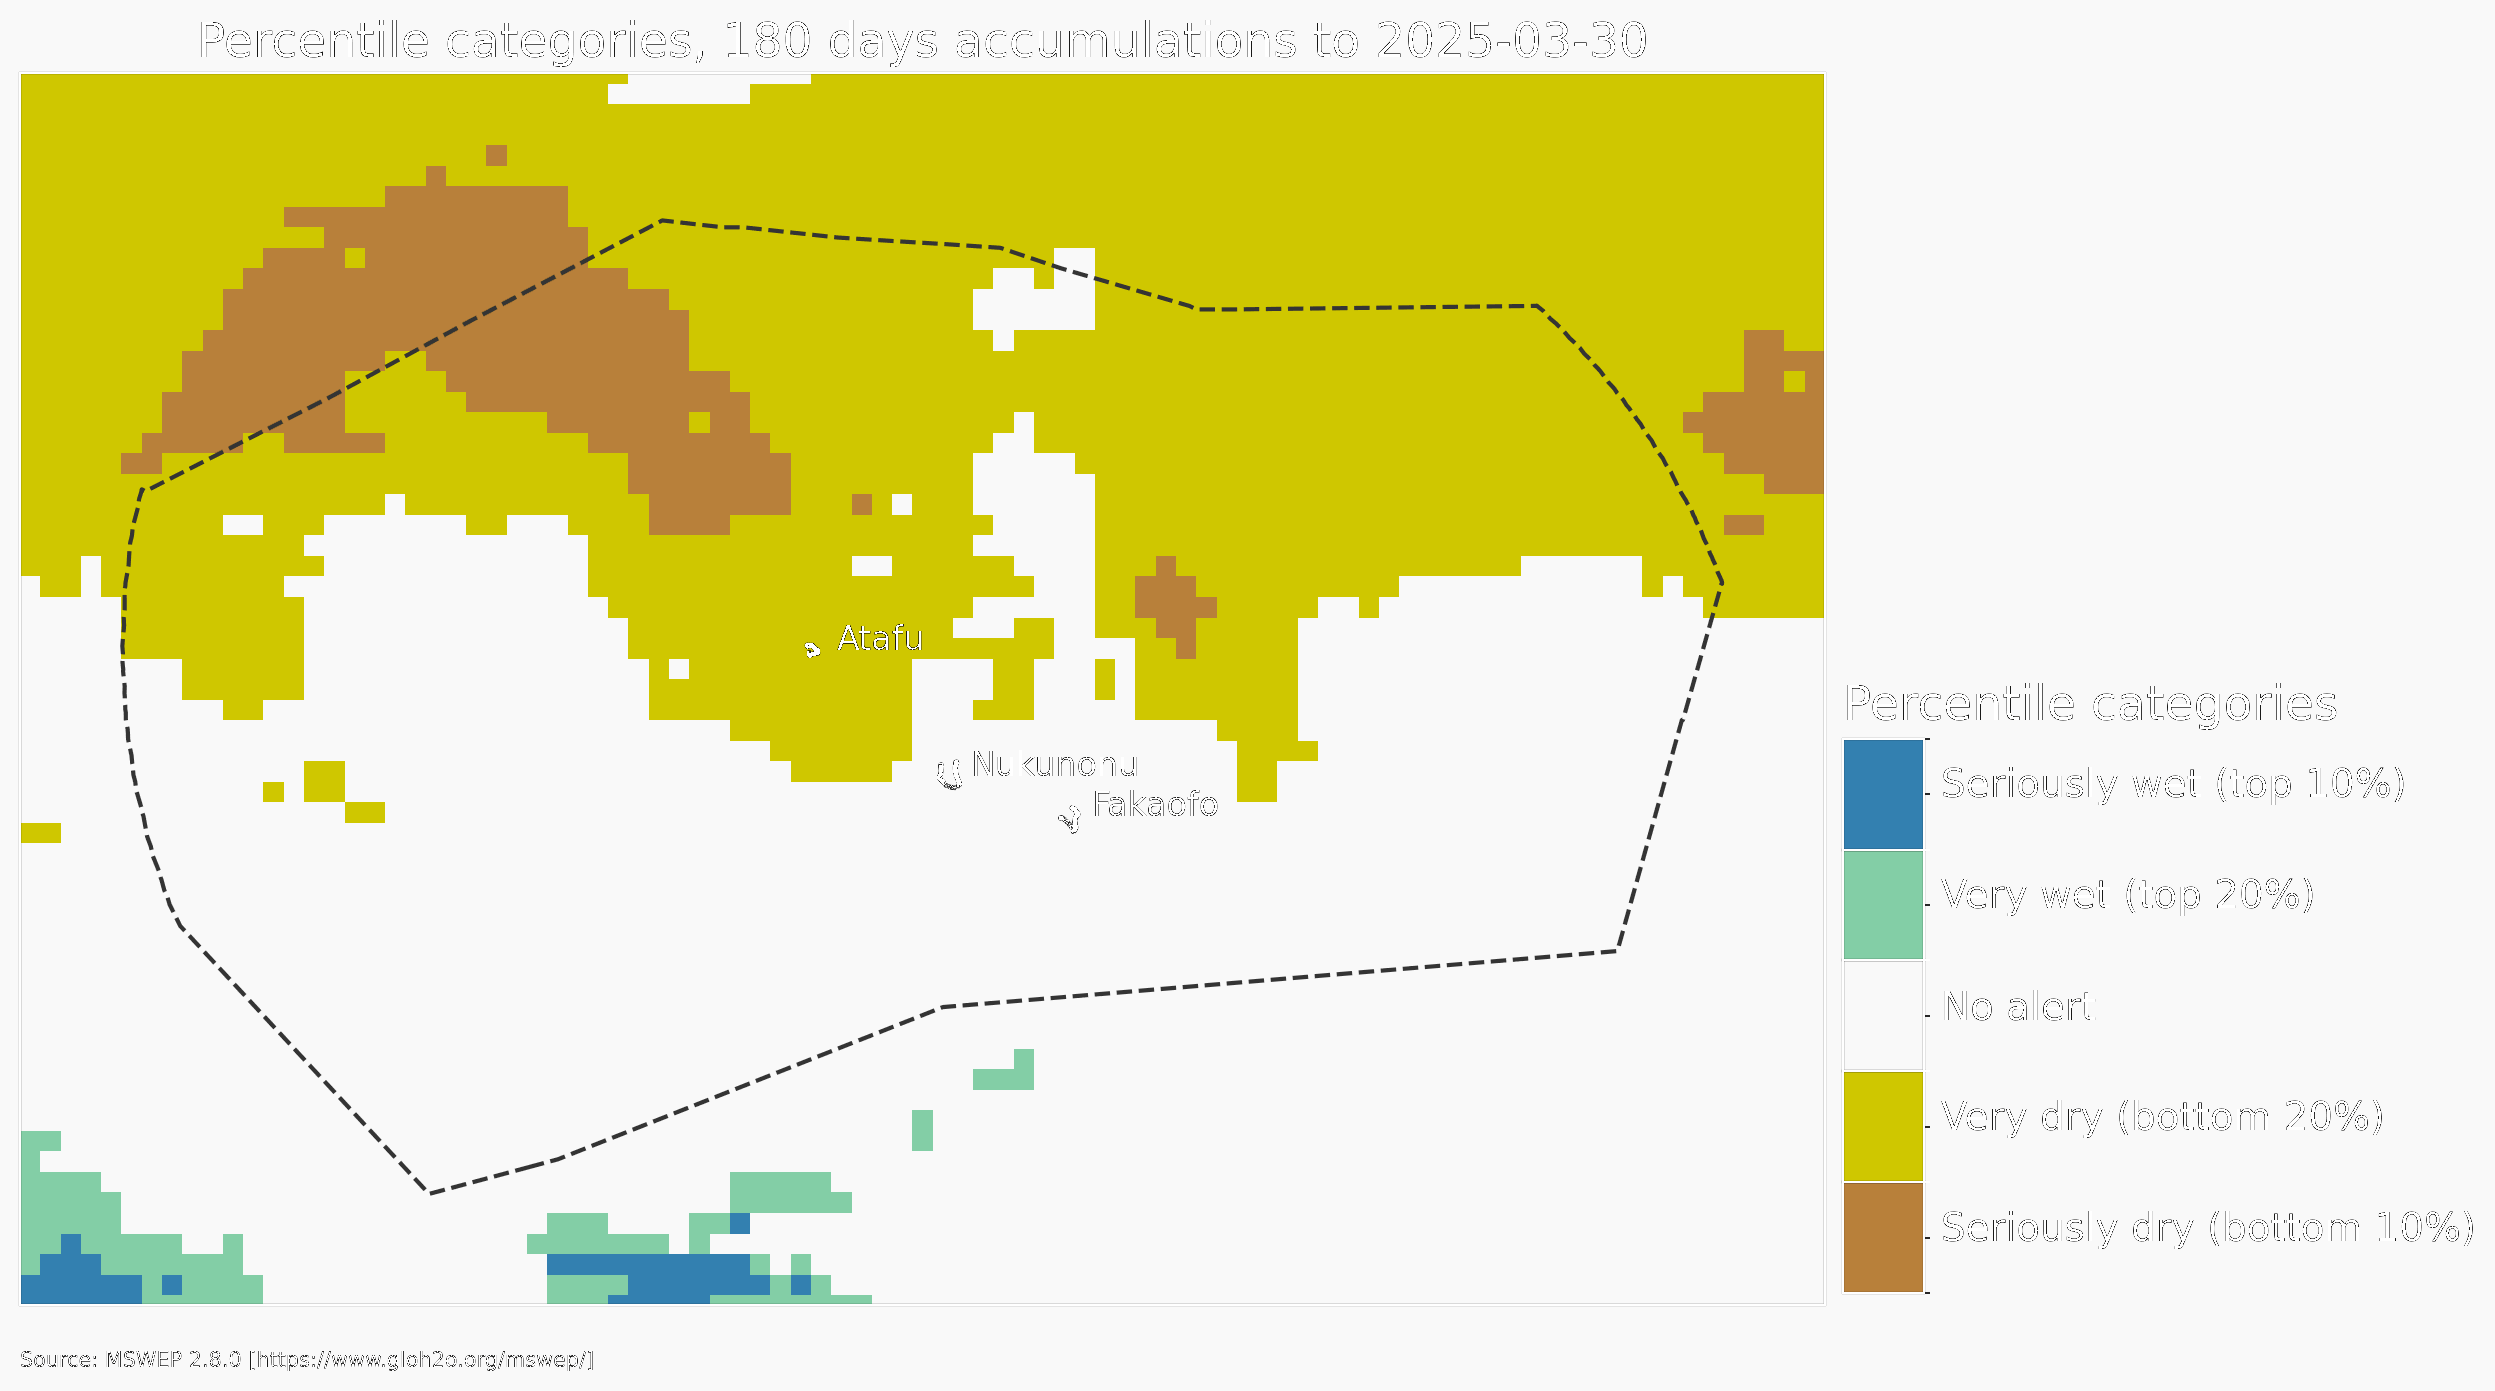 Percentile categories, 180 days accumulations to 2025-03-30
Atafu
Nukunonu
Fakaofo
Percentile categories
Seriously wet (top 10%)
Very wet (top 20%)
No alert
Very dry (bottom 20%)
Seriously dry (bottom 10%)
Source: MSWEP 2.8.0 [https://www.gloh2o.org/mswep/]